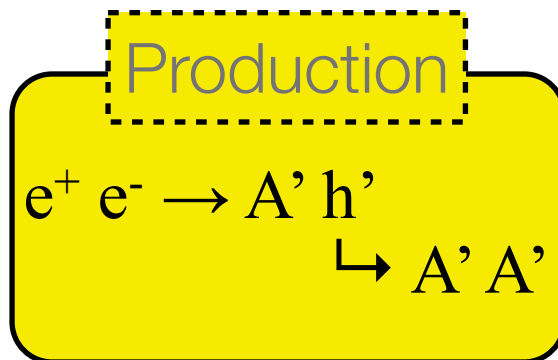 Production
e⁺ e⁻ → A’ h’
↳ A’ A’